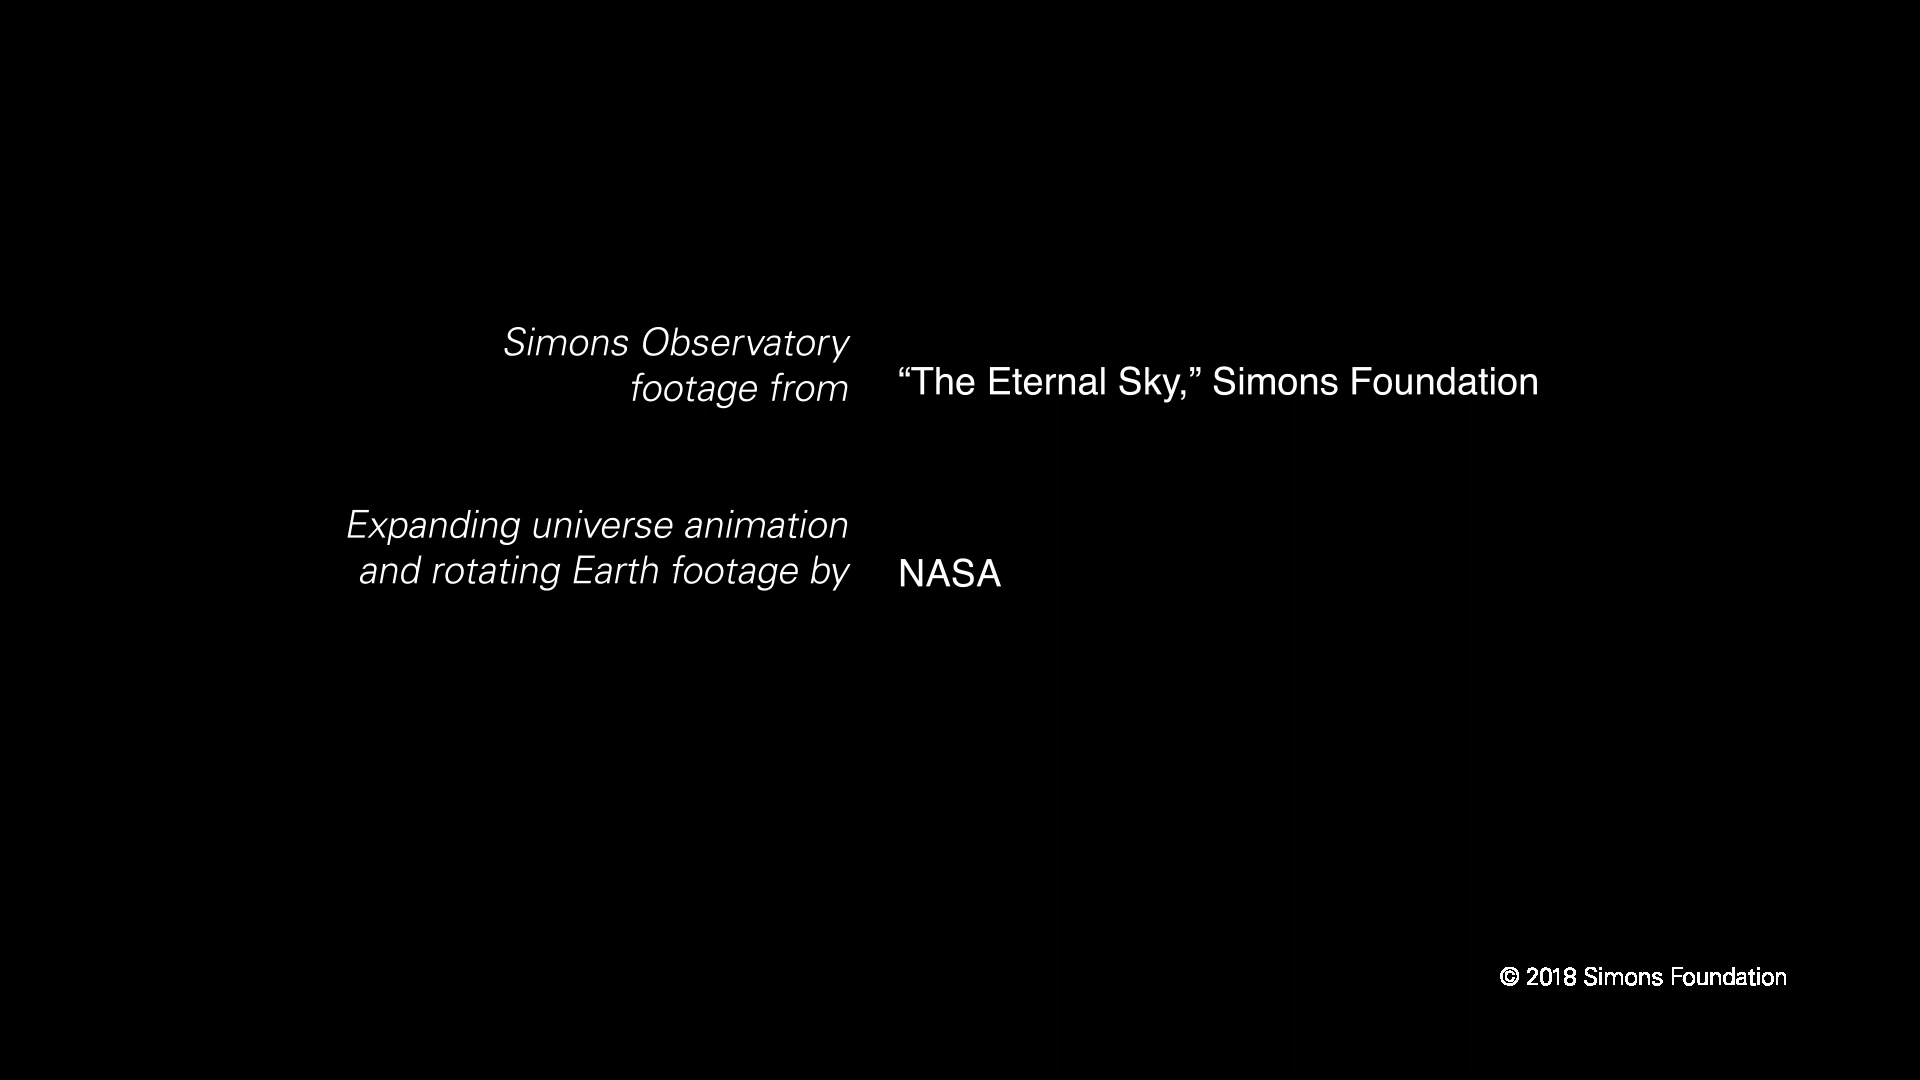 Simons Observatory
footage from
“The Eternal Sky,” Simons Foundation
Expanding universe animation
and rotating Earth footage by
NASA
© 2018 Simons Foundation